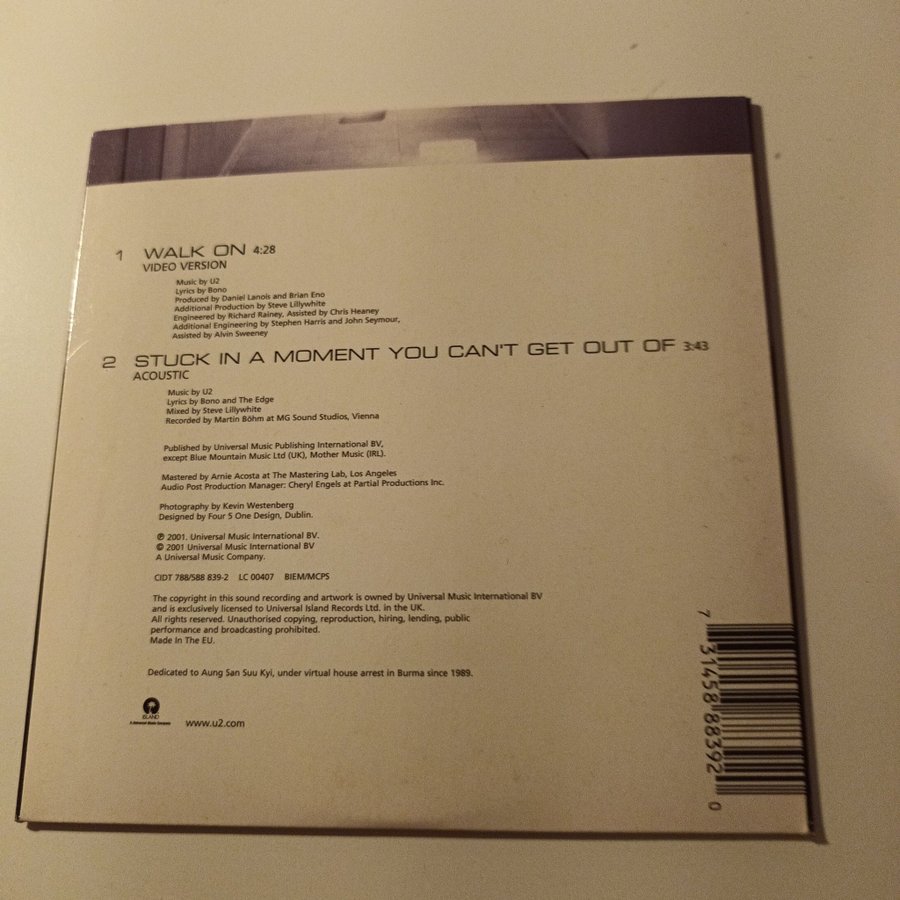 1 WALK ON 4:28
VIDEO VERSION
Music by U2
Lyrics by Bono
Produced by Daniel Lanois and Brian Eno
Additional Production by Steve Lillywhite
Engineered by Richard Rainey, Assisted by Chris Heaney
Additional Engineering by Stephen Harris and John Seymour,
Assisted by Alvin Sweeney
2 STUCK IN A MOMENT YOU CAN'T GET OUT OF 3:43
ACOUSTIC
Music by U2
Lyrics by Bono and The Edge
Mixed by Steve Lillywhite
Recorded by Martin Böhm at MG Sound Studios, Vienna
Published by Universal Music Publishing International BV,
except Blue Mountain Music Ltd (UK), Mother Music (IRL).
Mastered by Arnie Acosta at The Mastering Lab, Los Angeles
Audio Post Production Manager: Cheryl Engels at Partial Productions Inc.
Photography by Kevin Westenberg
Designed by Four 5 One Design, Dublin.
℗ 2001. Universal Music International BV.
© 2001 Universal Music International BV
A Universal Music Company.
CIDT 788/588 839-2 LC 00407 BIEM/MCPS
The copyright in this sound recording and artwork is owned by Universal Music International BV
and is exclusively licensed to Universal Island Records Ltd. in the UK.
All rights reserved. Unauthorised copying, reproduction, hiring, lending, public
performance and broadcasting prohibited.
Made In The EU.
Dedicated to Aung San Suu Kyi, under virtual house arrest in Burma since 1989.
ISLAND
A Universal Music Company
www.u2.com
7 31458 88392 0